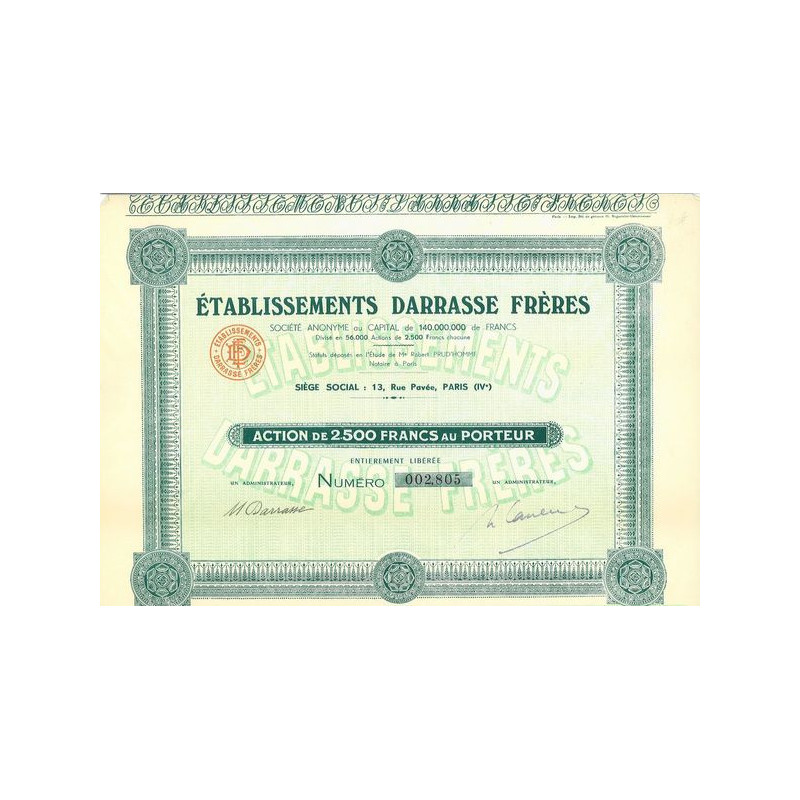 ÉTABLISSEMENTS DARRASSE FRÈRES
SOCIÉTÉ ANONYME au CAPITAL de 140.000.000 de FRANCS
Divisé en 56.000 Actions de 2.500 Francs chacune
Statuts déposés en l'Étude de Me Robert PRUD'HOMME
Notaire à Paris
ÉTABLISSEMENTS
DARRASSE FRÈRES
SIÈGE SOCIAL : 13, Rue Pavée, PARIS (IVe)
ACTION DE 2.500 FRANCS AU PORTEUR
ENTIEREMENT LIBÉRÉE
UN ADMINISTRATEUR, NUMÉRO 002,805 UN ADMINISTRATEUR,
M Darrasse
ÉTABLISSEMENTS
DARRASSE FRÈRES